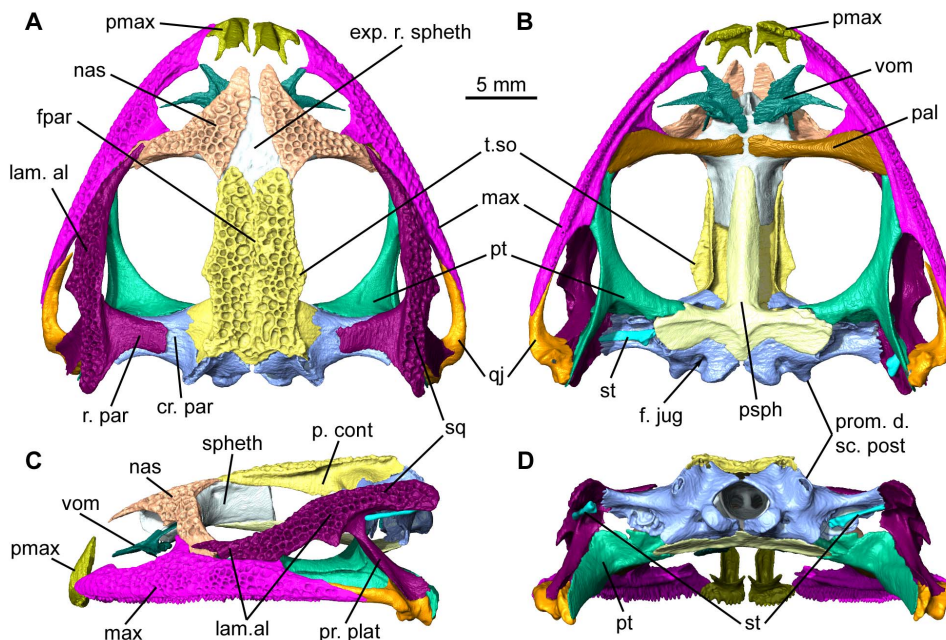 A
pmax
exp. r. spheth
B
pmax
nas
vom
5 mm
fpar
pal
t.so
lam. al
max
pt
st
qj
r. par
cr. par
f. jug
psph
prom. d.
sc. post
sq
C
spheth
p. cont
D
nas
vom
pmax
max
lam.al
pr. plat
pt
st